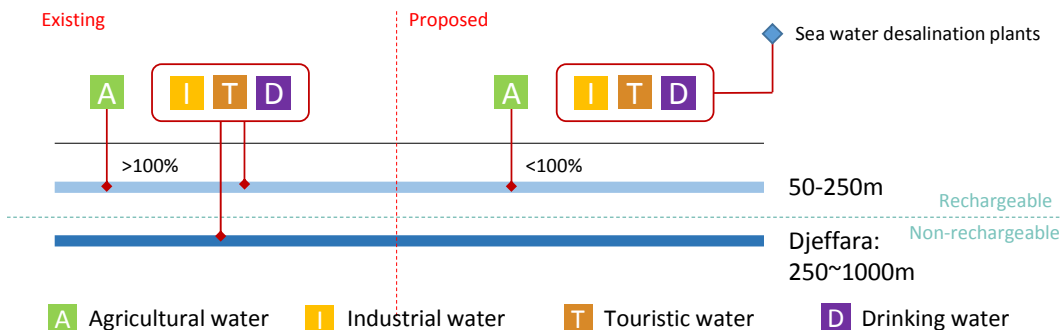 Existing
Proposed
Sea water desalination plants
A
I T D
A
I T D
>100%
<100%
50-250m
Rechargeable
Non-rechargeable
Djeffara:
250~1000m
A Agricultural water
I Industrial water
T Touristic water
D Drinking water